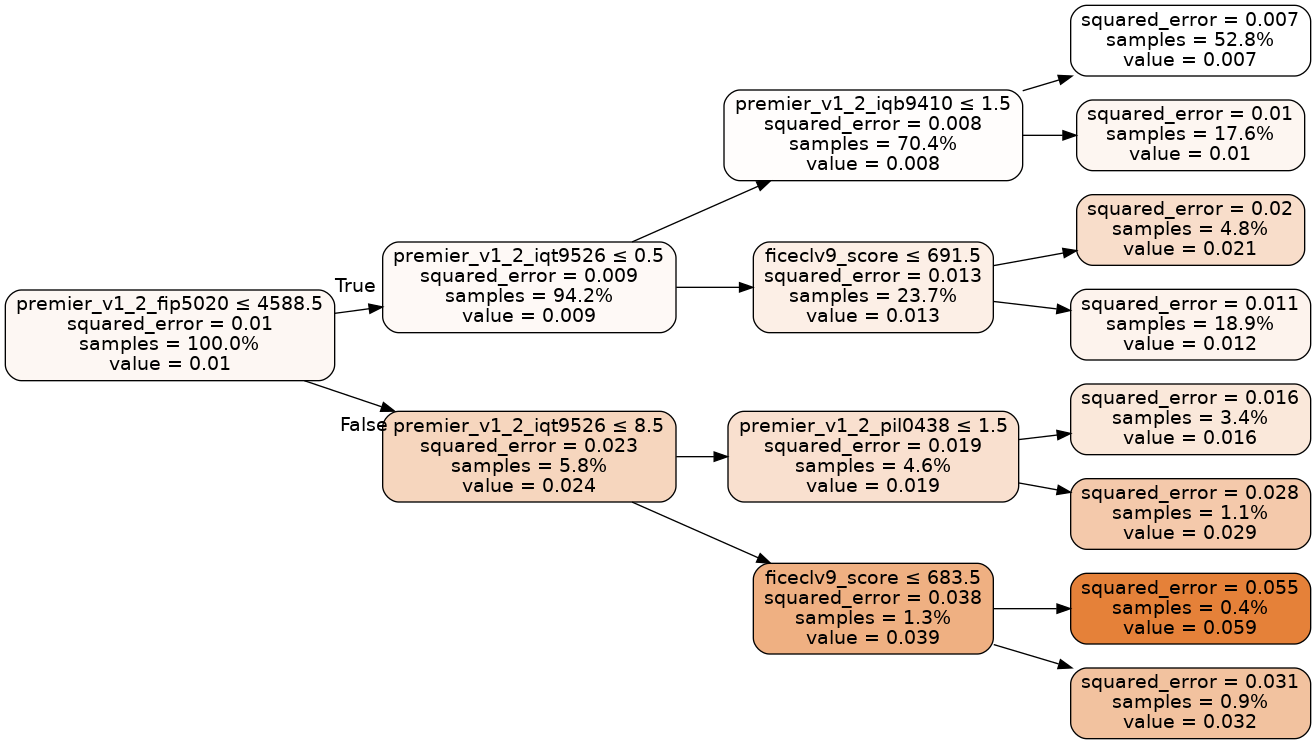 premier_v1_2_fip5020 ≤ 4588.5
squared_error = 0.01
samples = 100.0%
value = 0.01
True
False
premier_v1_2_iqt9526 ≤ 0.5
squared_error = 0.009
samples = 94.2%
value = 0.009
premier_v1_2_iqt9526 ≤ 8.5
squared_error = 0.023
samples = 5.8%
value = 0.024
premier_v1_2_iqb9410 ≤ 1.5
squared_error = 0.008
samples = 70.4%
value = 0.008
ficeclv9_score ≤ 691.5
squared_error = 0.013
samples = 23.7%
value = 0.013
premier_v1_2_pil0438 ≤ 1.5
squared_error = 0.019
samples = 4.6%
value = 0.019
ficeclv9_score ≤ 683.5
squared_error = 0.038
samples = 1.3%
value = 0.039
squared_error = 0.007
samples = 52.8%
value = 0.007
squared_error = 0.01
samples = 17.6%
value = 0.01
squared_error = 0.02
samples = 4.8%
value = 0.021
squared_error = 0.011
samples = 18.9%
value = 0.012
squared_error = 0.016
samples = 3.4%
value = 0.016
squared_error = 0.028
samples = 1.1%
value = 0.029
squared_error = 0.055
samples = 0.4%
value = 0.059
squared_error = 0.031
samples = 0.9%
value = 0.032